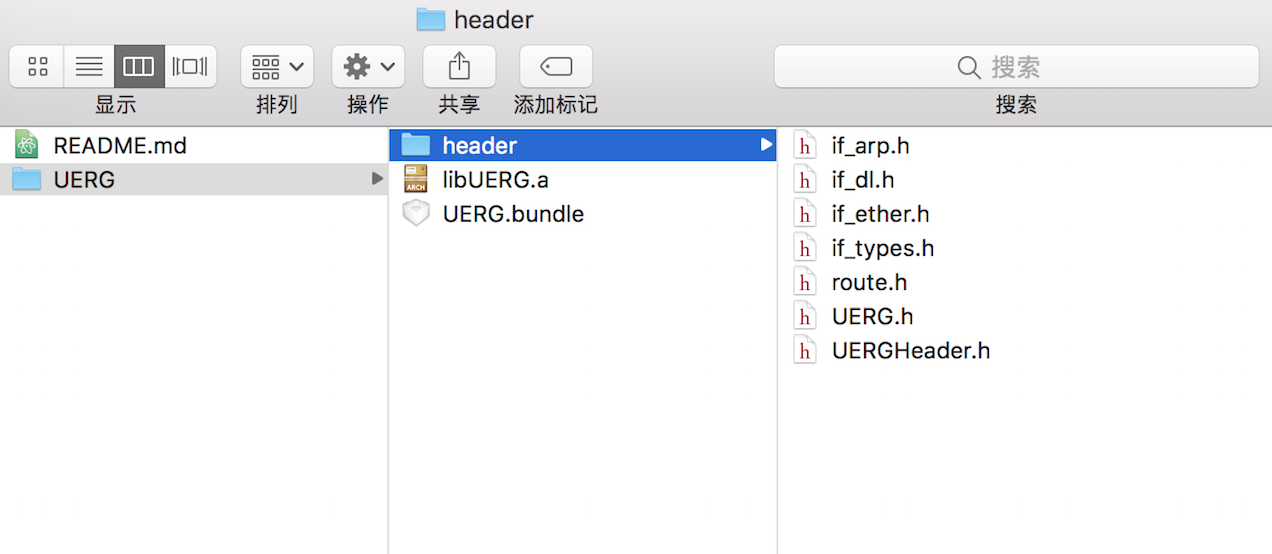 header
显示
排列
操作
共享
添加标记
搜索
搜索
README.md
UERG
header
libUERG.a
UERG.bundle
if_arp.h
if_dl.h
if_ether.h
if_types.h
route.h
UERG.h
UERGHeader.h